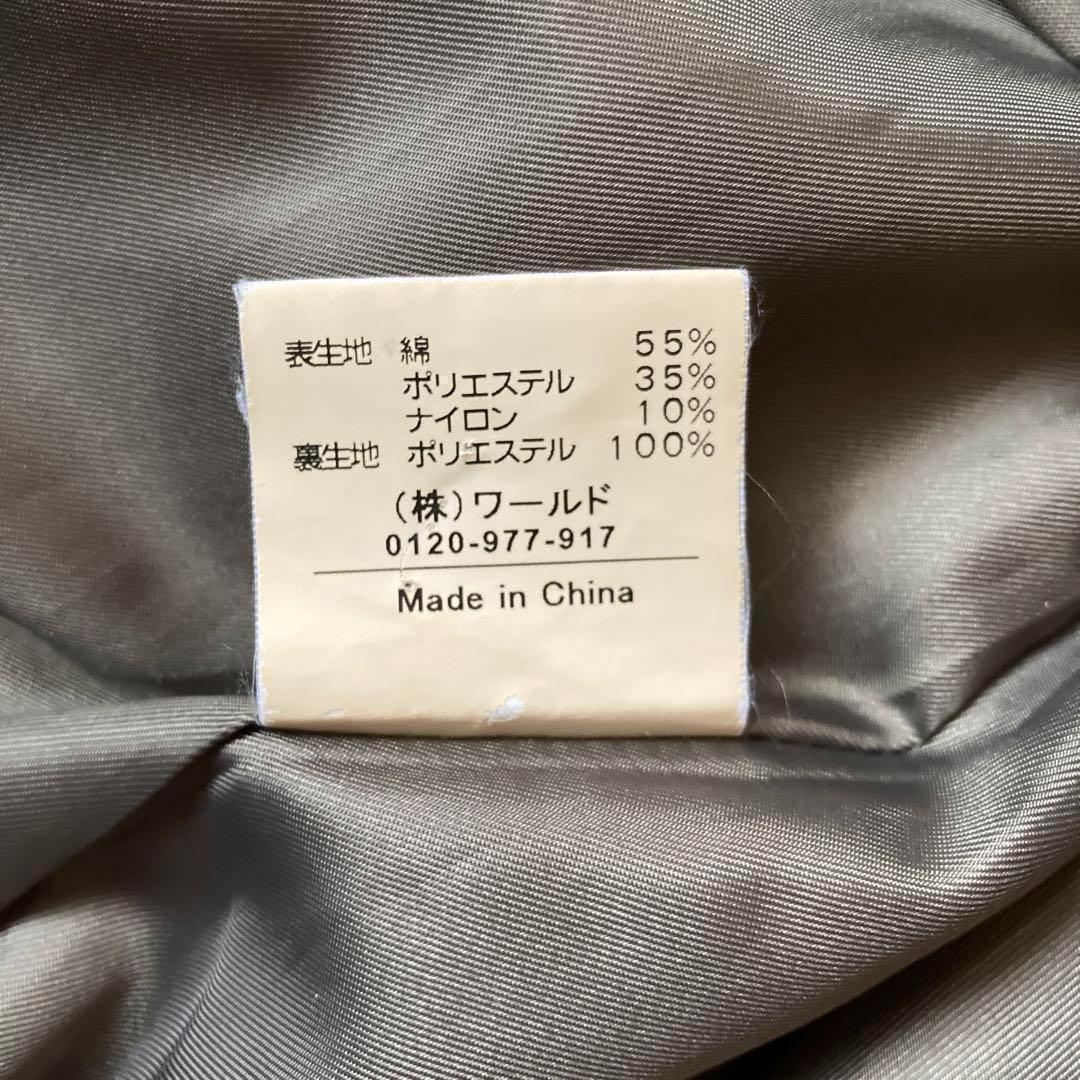 表生地 綿 55%
ポリエステル 35%
ナイロン 10%
裏生地 ポリエステル 100%
(株)ワールド
0120-977-917
Made in China